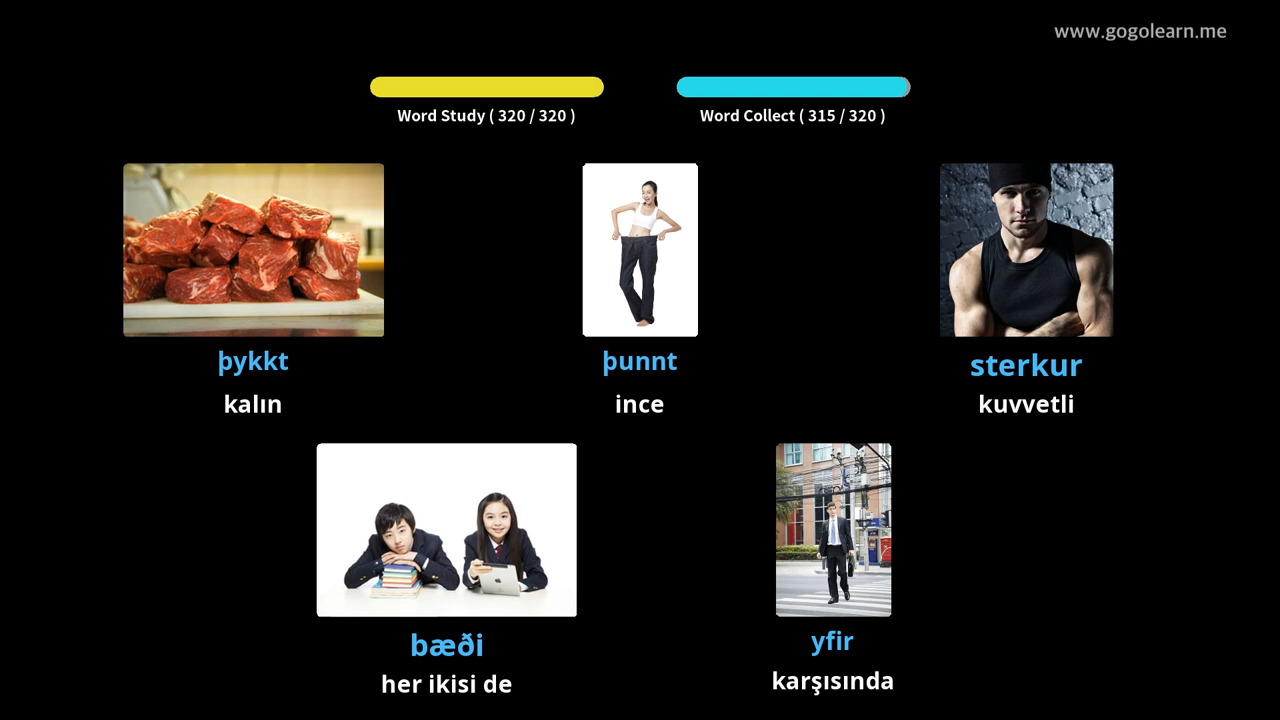 www.gogolearn.me
Word Study ( 320 / 320 )
Word Collect ( 315 / 320 )
þykkt
þunnt
sterkur
kalın
ince
kuvvetli
bæði
yfir
her ikisi de
karşısında